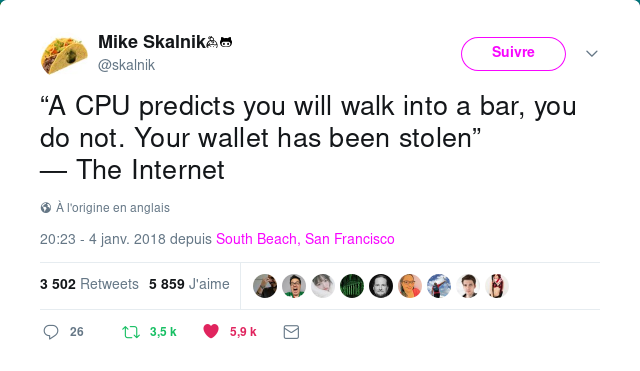 Mike Skalnik
@skalnik
Suivre
“A CPU predicts you will walk into a bar, you
do not. Your wallet has been stolen”
— The Internet
À l'origine en anglais
20:23 - 4 janv. 2018 depuis South Beach, San Francisco
3 502 Retweets 5 859 J'aime
26 3,5 k 5,9 k